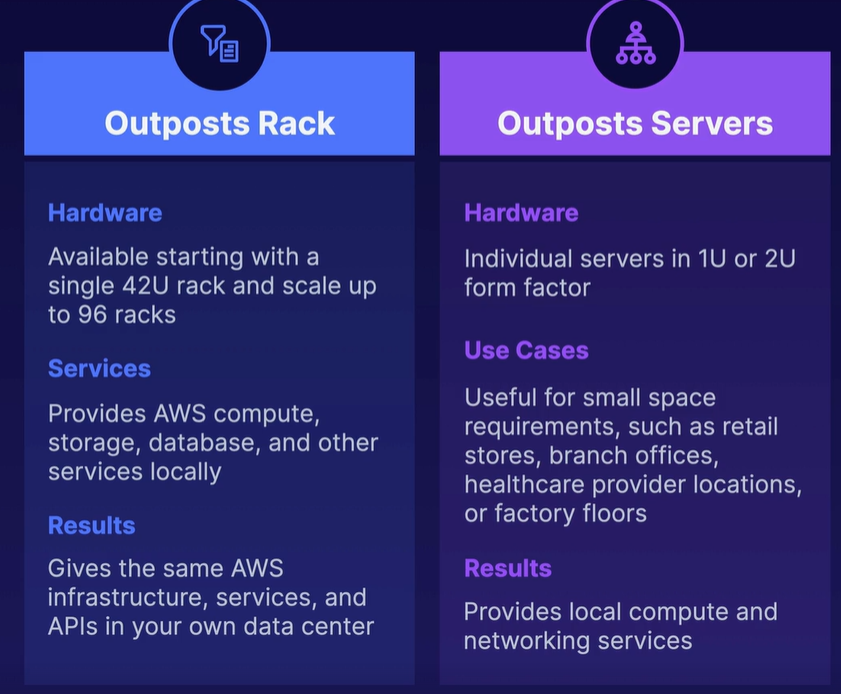 Outposts Rack
Hardware
Available starting with a
single 42U rack and scale up
to 96 racks
Services
Provides AWS compute,
storage, database, and other
services locally
Results
Gives the same AWS
infrastructure, services, and
APIs in your own data center
Outposts Servers
Hardware
Individual servers in 1U or 2U
form factor
Use Cases
Useful for small space
requirements, such as retail
stores, branch offices,
healthcare provider locations,
or factory floors
Results
Provides local compute and
networking services